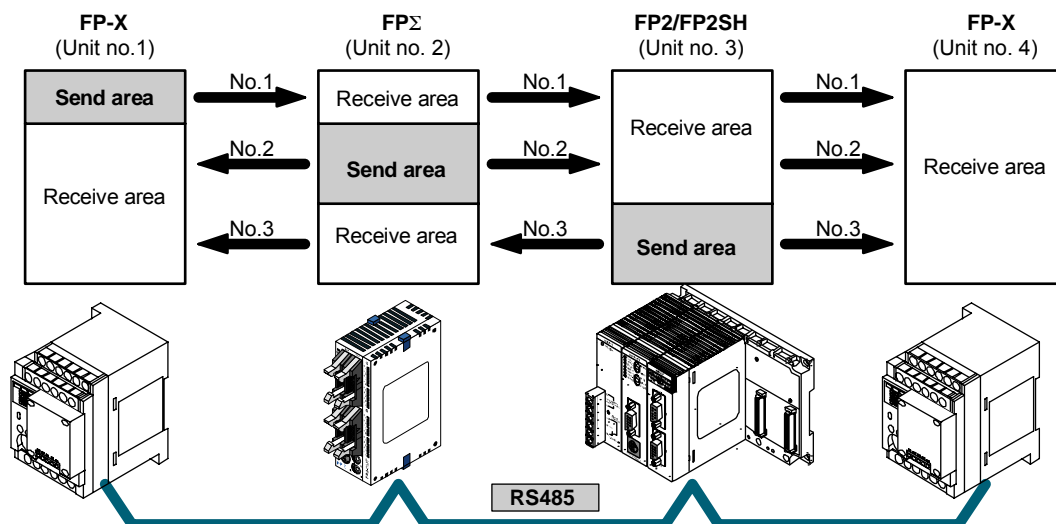 FP-X
(Unit no.1)
FPΣ
(Unit no. 2)
FP2/FP2SH
(Unit no. 3)
FP-X
(Unit no. 4)
Send area
No.1
Receive area
No.1
Receive area
No.1
Receive area
Receive area
No.2
Send area
No.2
No.2
No.3
Receive area
No.3
Send area
No.3
RS485